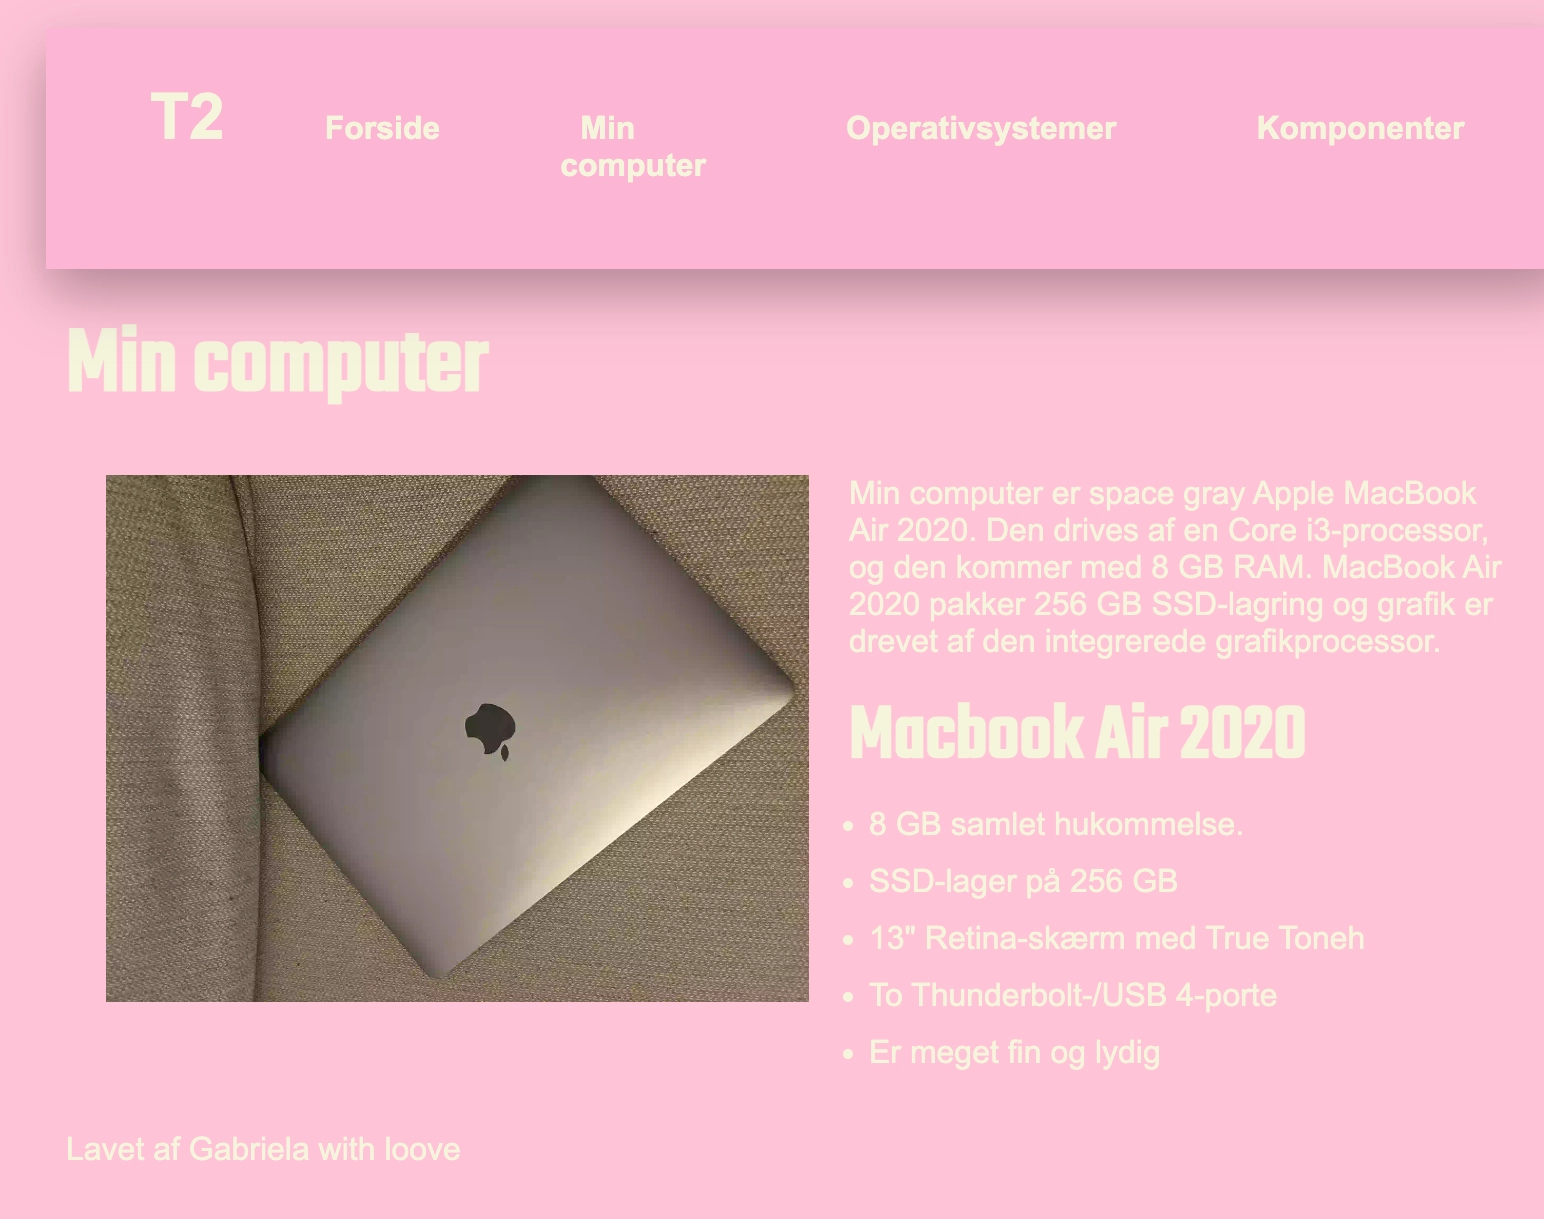 T2
Forside
Min
computer
Operativsystemer
Komponenter
Min computer
Min computer er space gray Apple MacBook
Air 2020. Den drives af en Core i3-processor,
og den kommer med 8 GB RAM. MacBook Air
2020 pakker 256 GB SSD-lagring og grafik er
drevet af den integrerede grafikprocessor.
Macbook Air 2020
• 8 GB samlet hukommelse.
• SSD-lager på 256 GB
• 13" Retina-skærm med True Toneh
• To Thunderbolt-/USB 4-porte
• Er meget fin og lydig
Lavet af Gabriela with loove